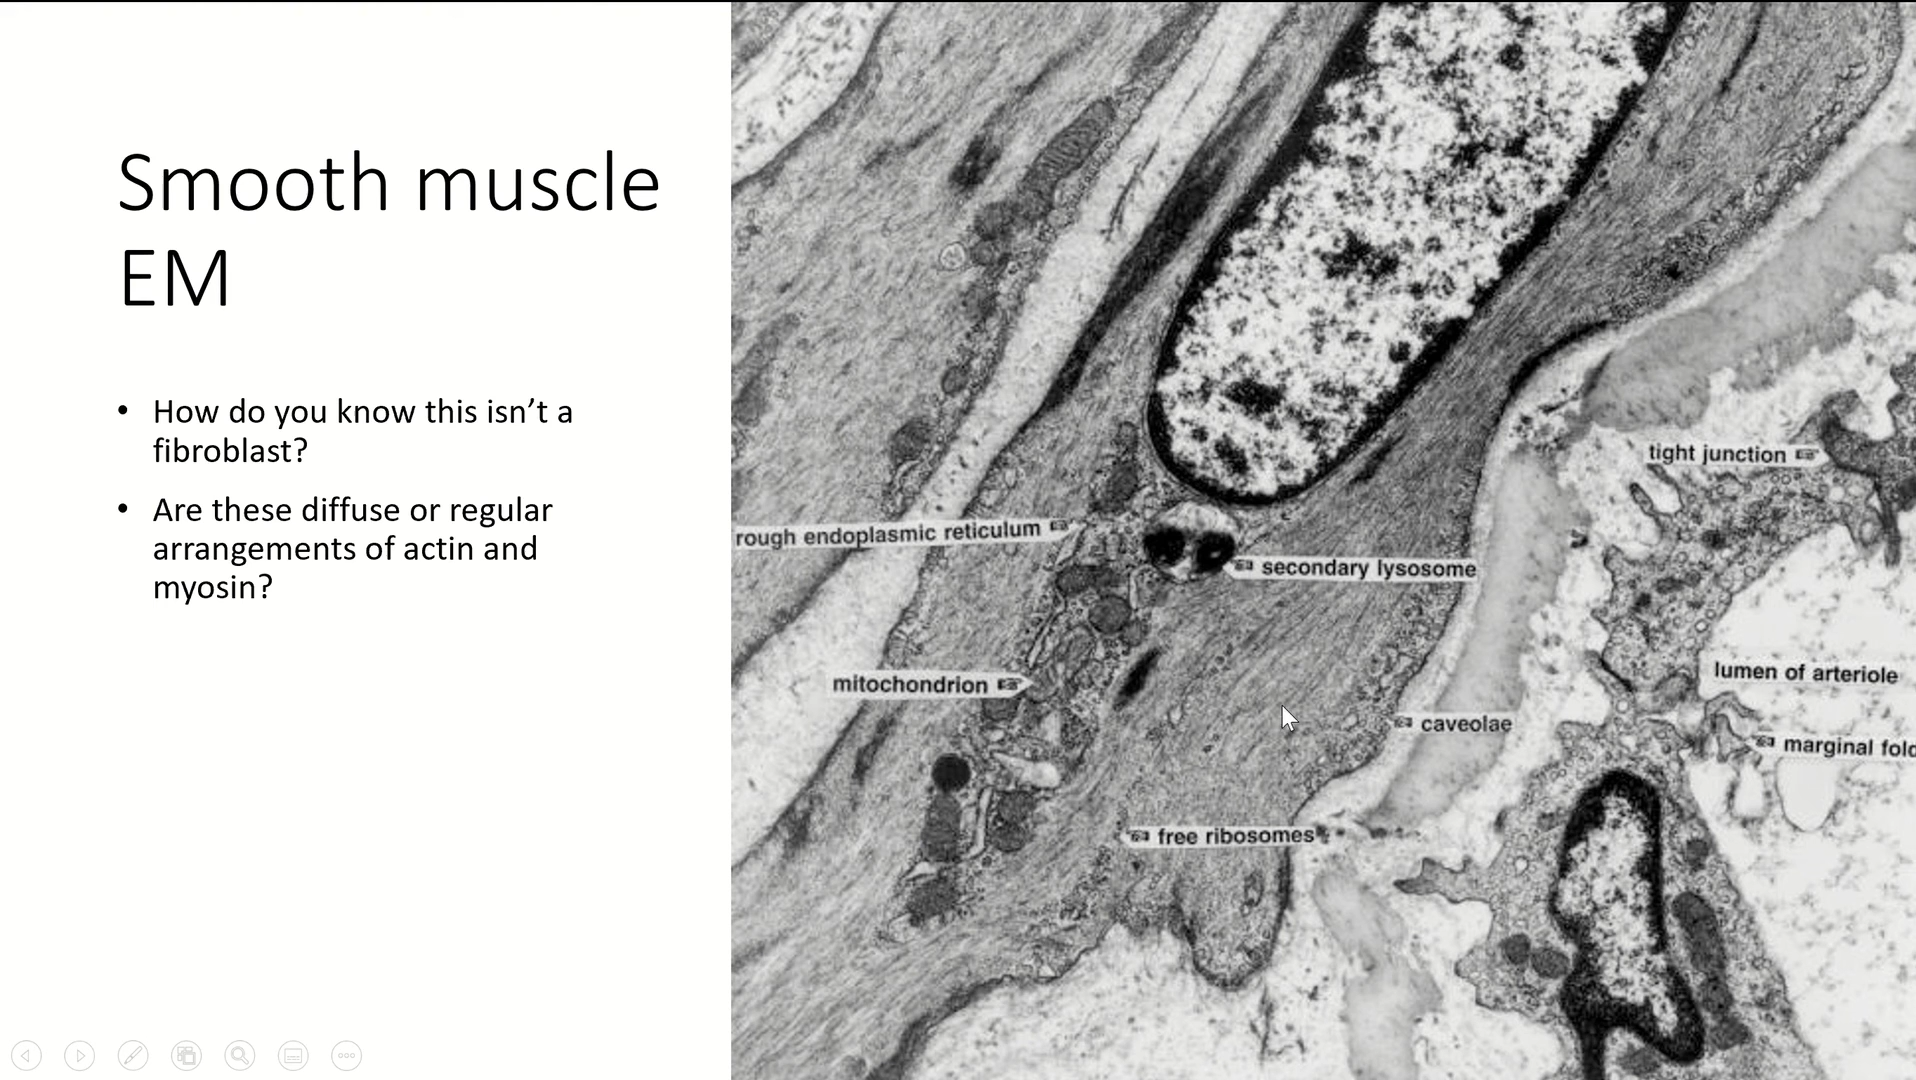 Smooth muscle
EM
• How do you know this isn’t a
fibroblast?
• Are these diffuse or regular
arrangements of actin and
myosin?
tight junction
rough endoplasmic reticulum
secondary lysosome
lumen of arteriole
mitochondrion
caveolae
marginal fold
free ribosomes